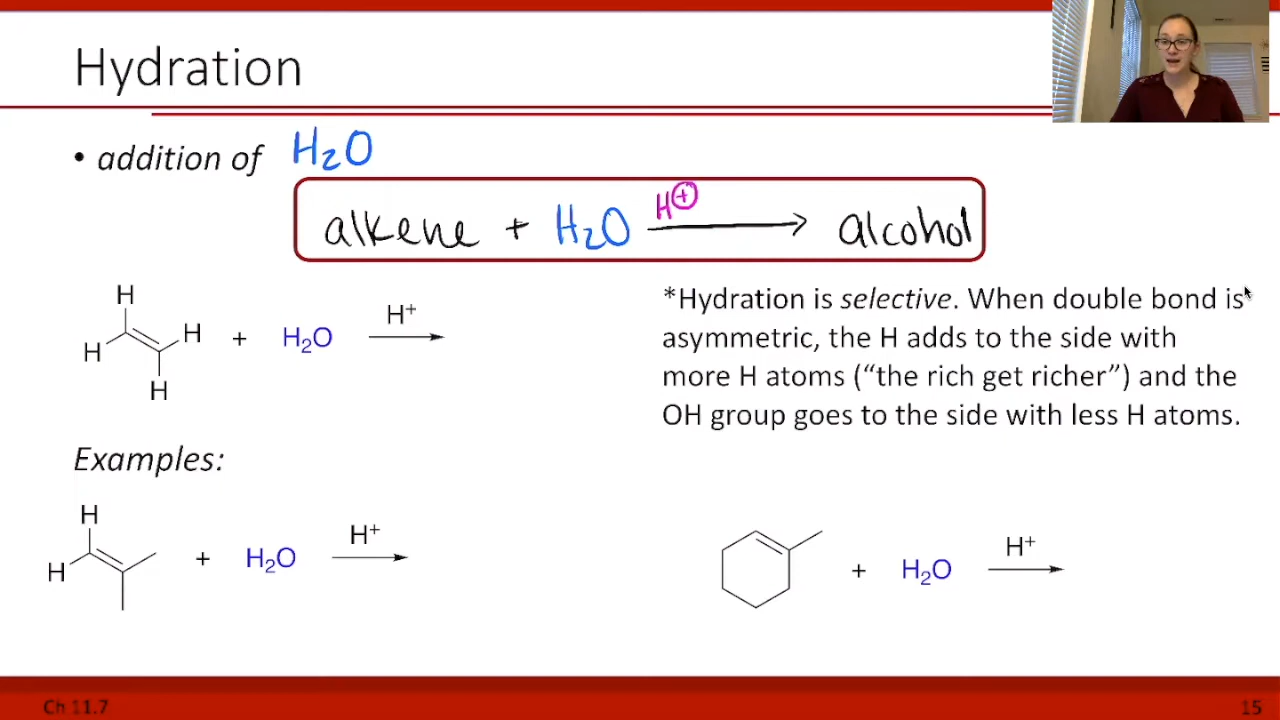 Hydration
• addition of H₂O
alkene + H₂O H⊕ → alcohol
H
H
H
H
+ H₂O H⁺
*Hydration is selective. When double bond is
asymmetric, the H adds to the side with
more H atoms (“the rich get richer”) and the
OH group goes to the side with less H atoms.
Examples:
H
H
+ H₂O H⁺
+ H₂O H⁺
Ch 11.7
15